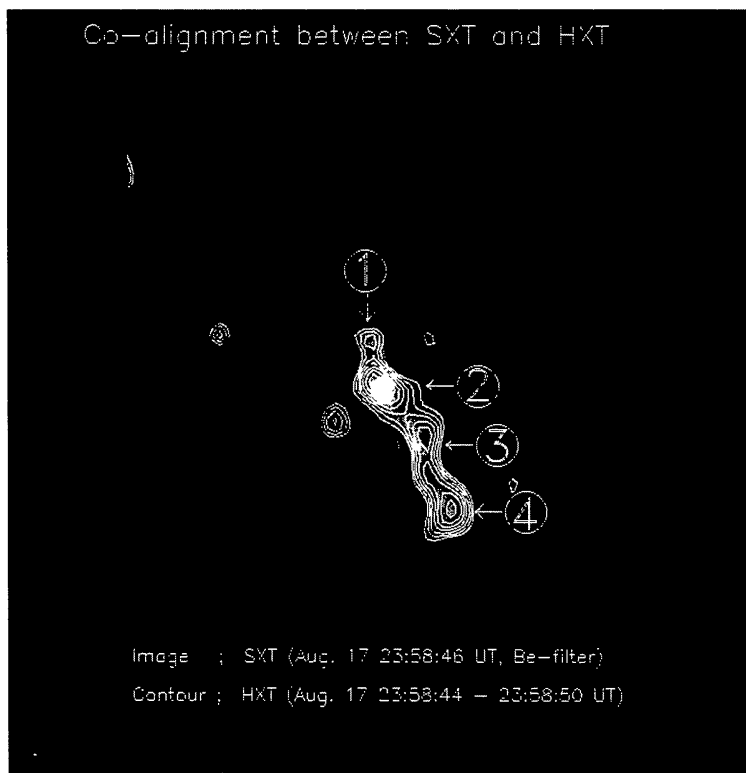 Co-alignment between SXT and HXT
1
2
3
4
Image ; SXT (Aug. 17 23:58:46 UT, Be-filter)
Contour ; HXT (Aug. 17 23:58:44 - 23:58:50 UT)